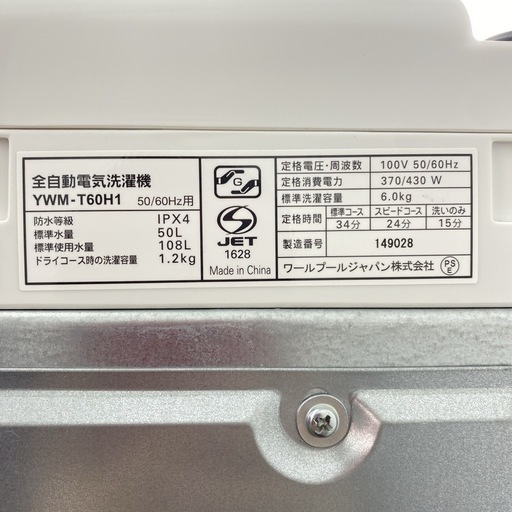 全自動電気洗濯機
YWM-T60H1 50/60Hz用
防水等級 IPX4
標準水量 50L
標準使用水量 108L
ドライコース時の洗濯容量 1.2kg
G
S
JET
1628
Made in China
定格電圧・周波数 100V 50/60Hz
定格消費電力 370/430 W
標準洗濯容量 6.0kg
定格時間 標準コース スピードコース 洗いのみ
34分 24分 15分
製造番号 149028
ワールプールジャパン株式会社
PS
E